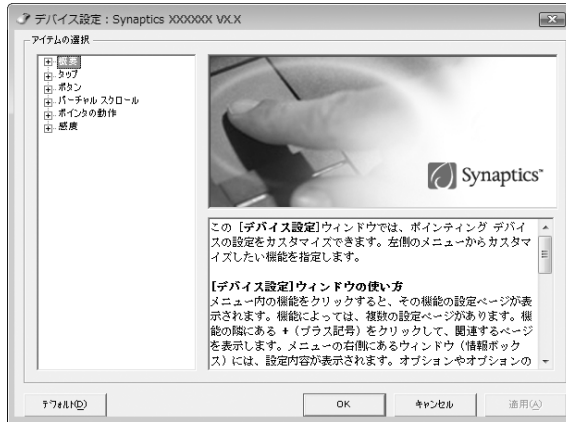 デバイス設定 : Synaptics XXXXXX VX.X
アイテムの選択
タップ
ボタン
バーチャル スクロール
ポインタの動作
感度
Synaptics™
この [デバイス設定]ウィンドウでは、ポインティング デバイ
スの設定をカスタマイズできます。左側のメニューからカスタマ
イズしたい機能を指定します。
[デバイス設定]ウィンドウの使い方
メニュー内の機能をクリックすると、その機能の設定ページが表
示されます。機能によっては、複数の設定ページがあります。機
能の隣にある + (プラス記号) をクリックして、関連するページ
を表示します。メニューの右側にあるウィンドウ (情報ボック
ス) には、設定内容が表示されます。オプションやオプションの
デフォルト(D)
OK
キャンセル
適用(A)